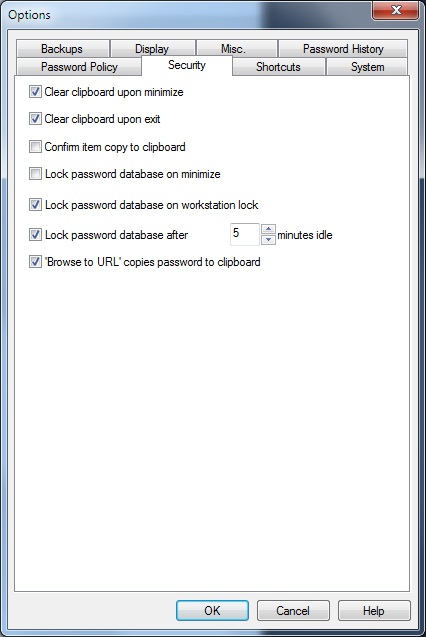 Options
Backups Display Misc. Password History
Password Policy Security Shortcuts System
Clear clipboard upon minimize
Clear clipboard upon exit
Confirm item copy to clipboard
Lock password database on minimize
Lock password database on workstation lock
Lock password database after 5 minutes idle
'Browse to URL' copies password to clipboard
OK Cancel Help